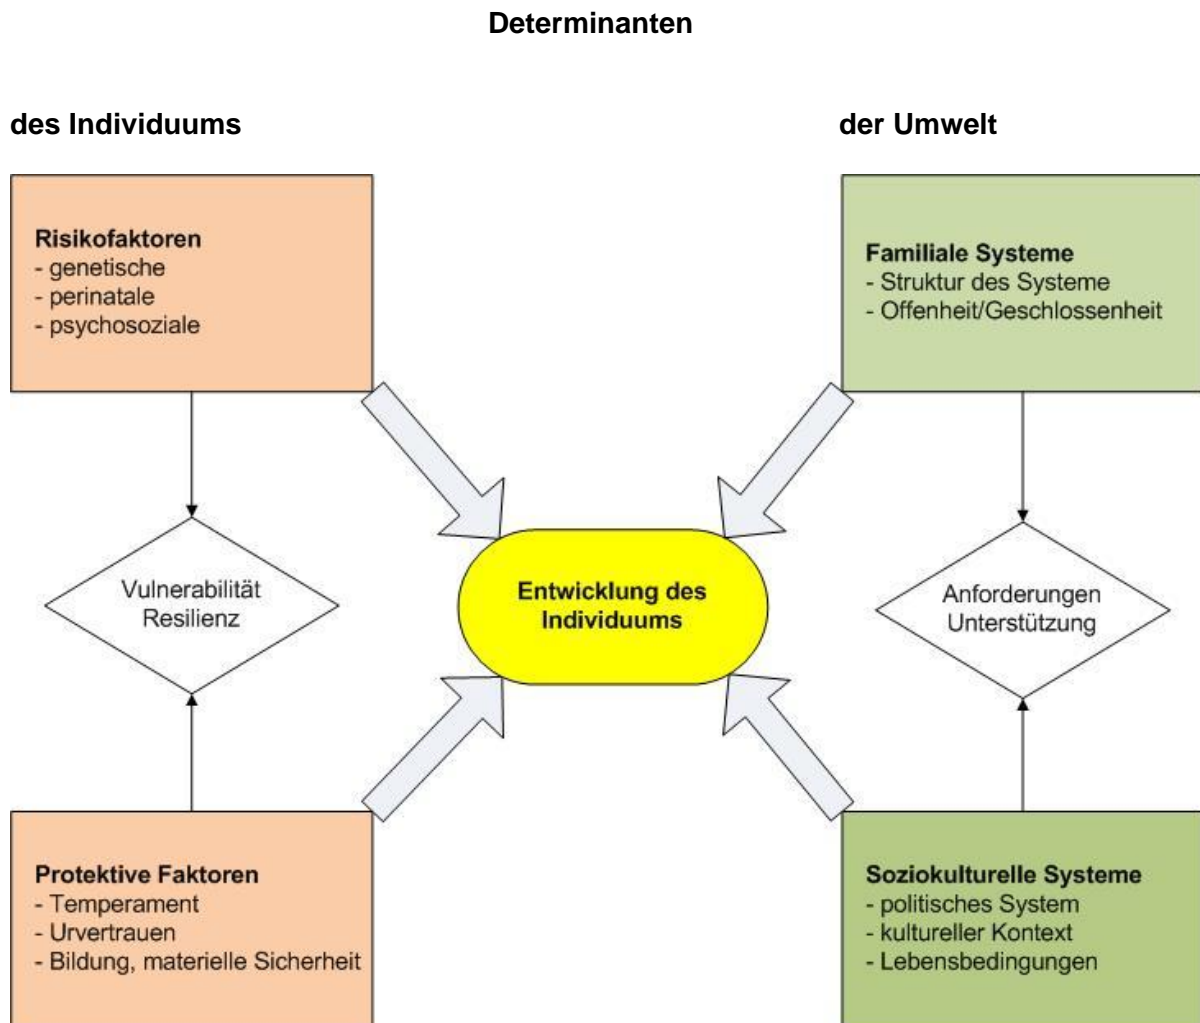 Determinanten
des Individuums
der Umwelt
Risikofaktoren
- genetische
- perinatale
- psychosoziale
Familiale Systeme
- Struktur des Systeme
- Offenheit/Geschlossenheit
Vulnerabilität
Resilienz
Entwicklung des
Individuums
Anforderungen
Unterstützung
Protektive Faktoren
- Temperament
- Urvertrauen
- Bildung, materielle Sicherheit
Soziokulturelle Systeme
- politisches System
- kultureller Kontext
- Lebensbedingungen